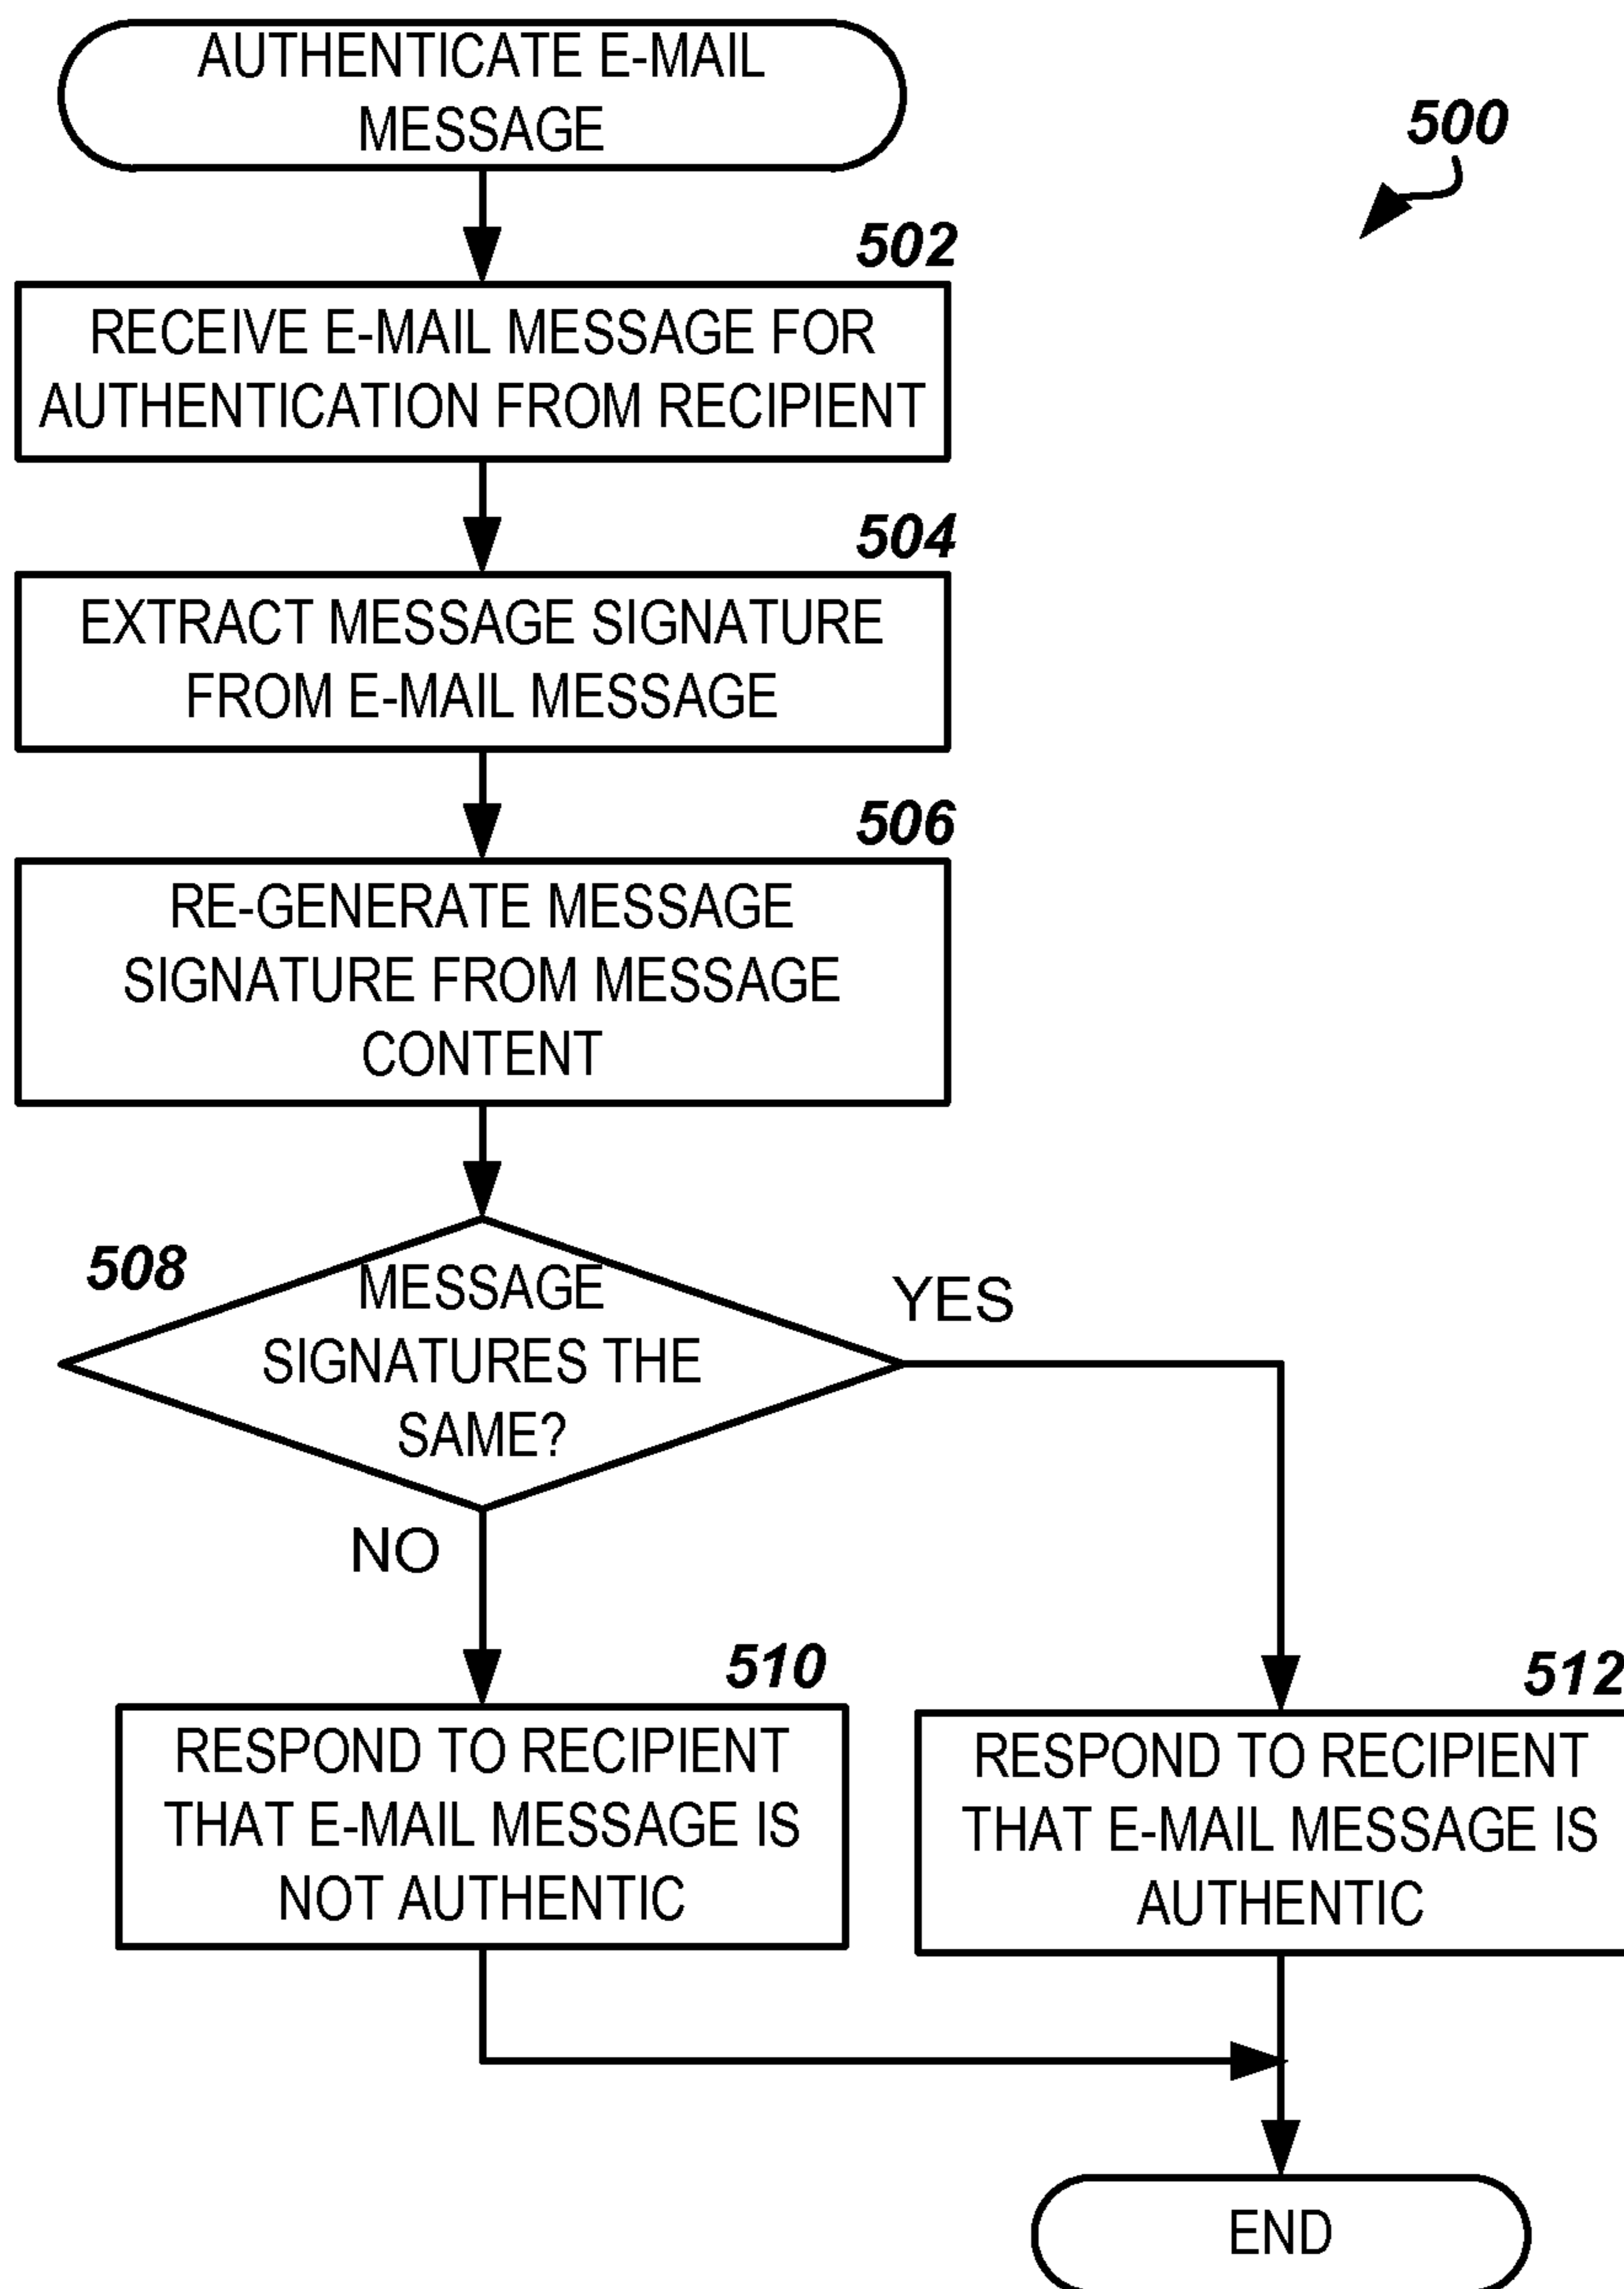 AUTHENTICATE E-MAIL
MESSAGE
500
502
RECEIVE E-MAIL MESSAGE FOR
AUTHENTICATION FROM RECIPIENT
504
EXTRACT MESSAGE SIGNATURE
FROM E-MAIL MESSAGE
506
RE-GENERATE MESSAGE
SIGNATURE FROM MESSAGE
CONTENT
508
MESSAGE
SIGNATURES THE
SAME?
YES
NO
510
RESPOND TO RECIPIENT
THAT E-MAIL MESSAGE IS
NOT AUTHENTIC
512
RESPOND TO RECIPIENT
THAT E-MAIL MESSAGE IS
AUTHENTIC
END